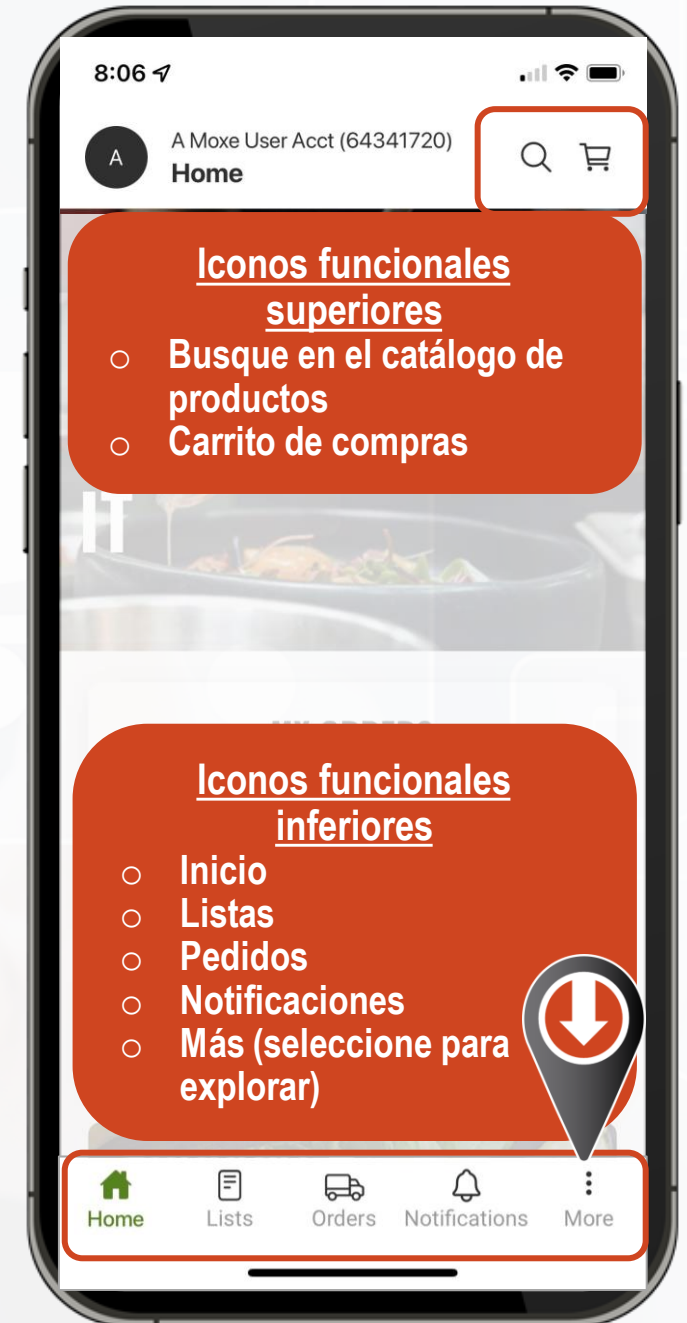 8:06
A
A Moxe User Acct (64341720)
Home
Iconos funcionales
superiores
o Busque en el catálogo de
productos
o Carrito de compras
IT
Iconos funcionales
inferiores
o Inicio
o Listas
o Pedidos
o Notificaciones
o Más (seleccione para
explorar)
Home Lists Orders Notifications More